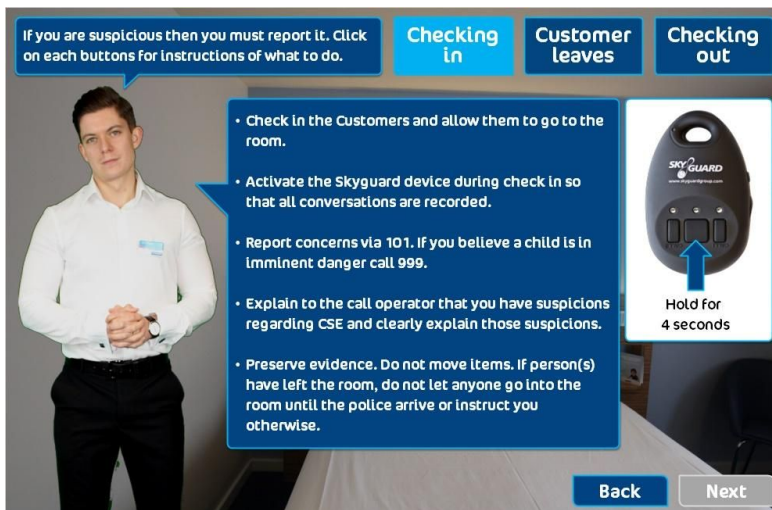 If you are suspicious then you must report it. Click
on each buttons for instructions of what to do.
Checking
in
Customer
leaves
Checking
out
• Check in the Customers and allow them to go to the
room.
• Activate the Skyguard device during check in so
that all conversations are recorded.
• Report concerns via 101. If you believe a child is in
imminent danger call 999.
• Explain to the call operator that you have suspicions
regarding CSE and clearly explain those suspicions.
• Preserve evidence. Do not move items. If person(s)
have left the room, do not let anyone go into the
room until the police arrive or instruct you
otherwise.
SKYGUARD
www.skyguardgroup.com
Hold for
4 seconds
Back
Next